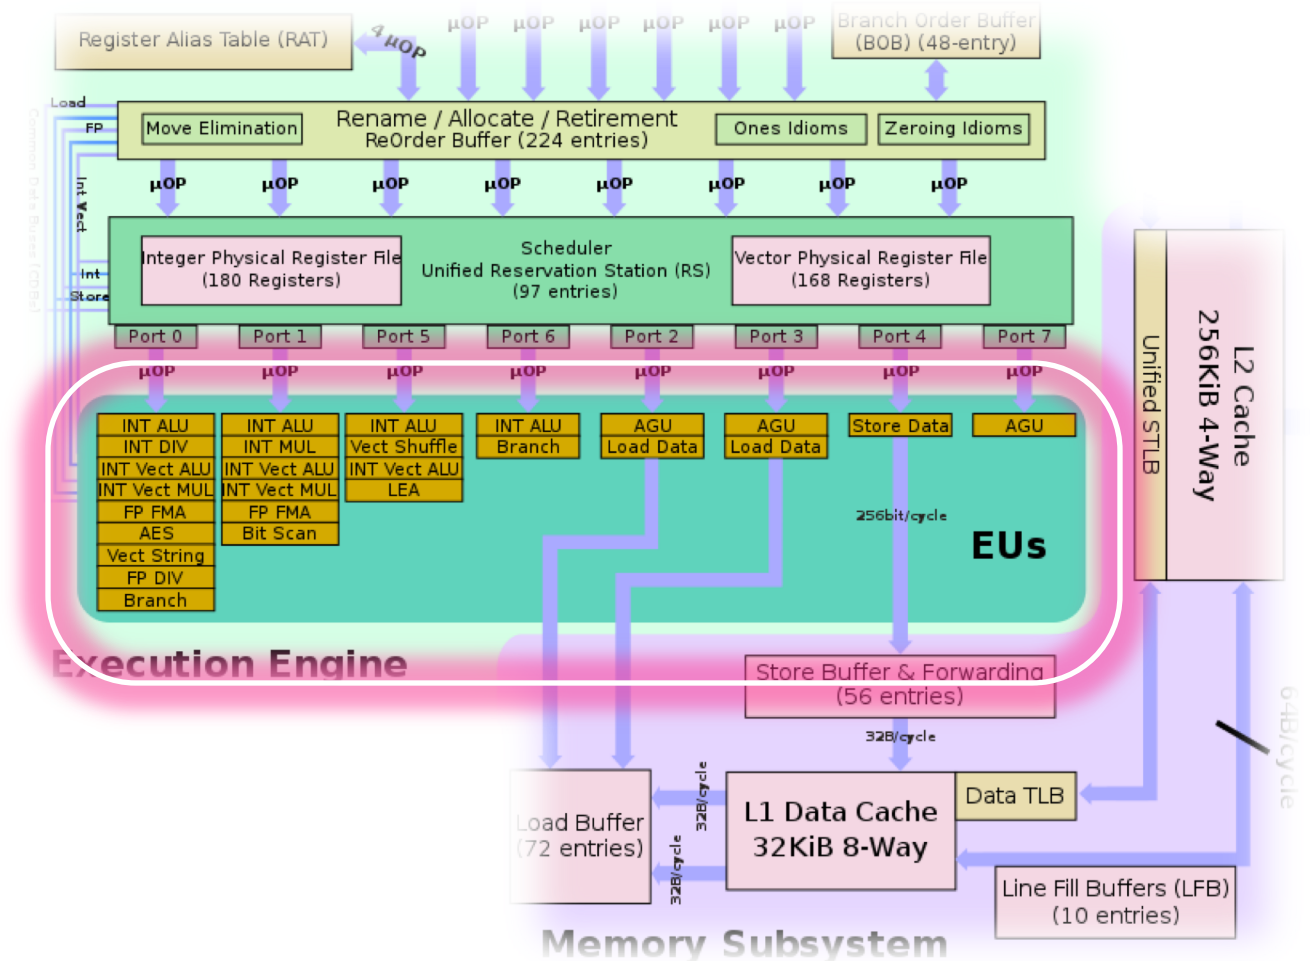 Register Alias Table (RAT)
4 µOP
µOP
µOP
µOP
µOP
µOP
µOP
Branch Order Buffer
(BOB) (48-entry)
Load
FP
Common Data Buses (CDBs)
Int Vect
Int
Store
Move Elimination
Rename / Allocate / Retirement
ReOrder Buffer (224 entries)
Ones Idioms
Zeroing Idioms
µOP
µOP
µOP
µOP
µOP
µOP
µOP
µOP
Integer Physical Register File
(180 Registers)
Scheduler
Unified Reservation Station (RS)
(97 entries)
Vector Physical Register File
(168 Registers)
Port 0
Port 1
Port 5
Port 6
Port 2
Port 3
Port 4
Port 7
µOP
µOP
µOP
µOP
µOP
µOP
µOP
µOP
INT ALU
INT DIV
INT Vect ALU
INT Vect MUL
FP FMA
AES
Vect String
FP DIV
Branch
INT ALU
INT MUL
INT Vect ALU
INT Vect MUL
FP FMA
Bit Scan
INT ALU
Vect Shuffle
INT Vect ALU
LEA
INT ALU
Branch
AGU
Load Data
AGU
Load Data
Store Data
AGU
256bit/cycle
EUs
Execution Engine
Unified STLB
L2 Cache
256KiB 4-Way
Store Buffer & Forwarding
(56 entries)
32B/cycle
64B/cycle
Load Buffer
(72 entries)
32B/cycle
32B/cycle
L1 Data Cache
32KiB 8-Way
Data TLB
Line Fill Buffers (LFB)
(10 entries)
Memory Subsystem